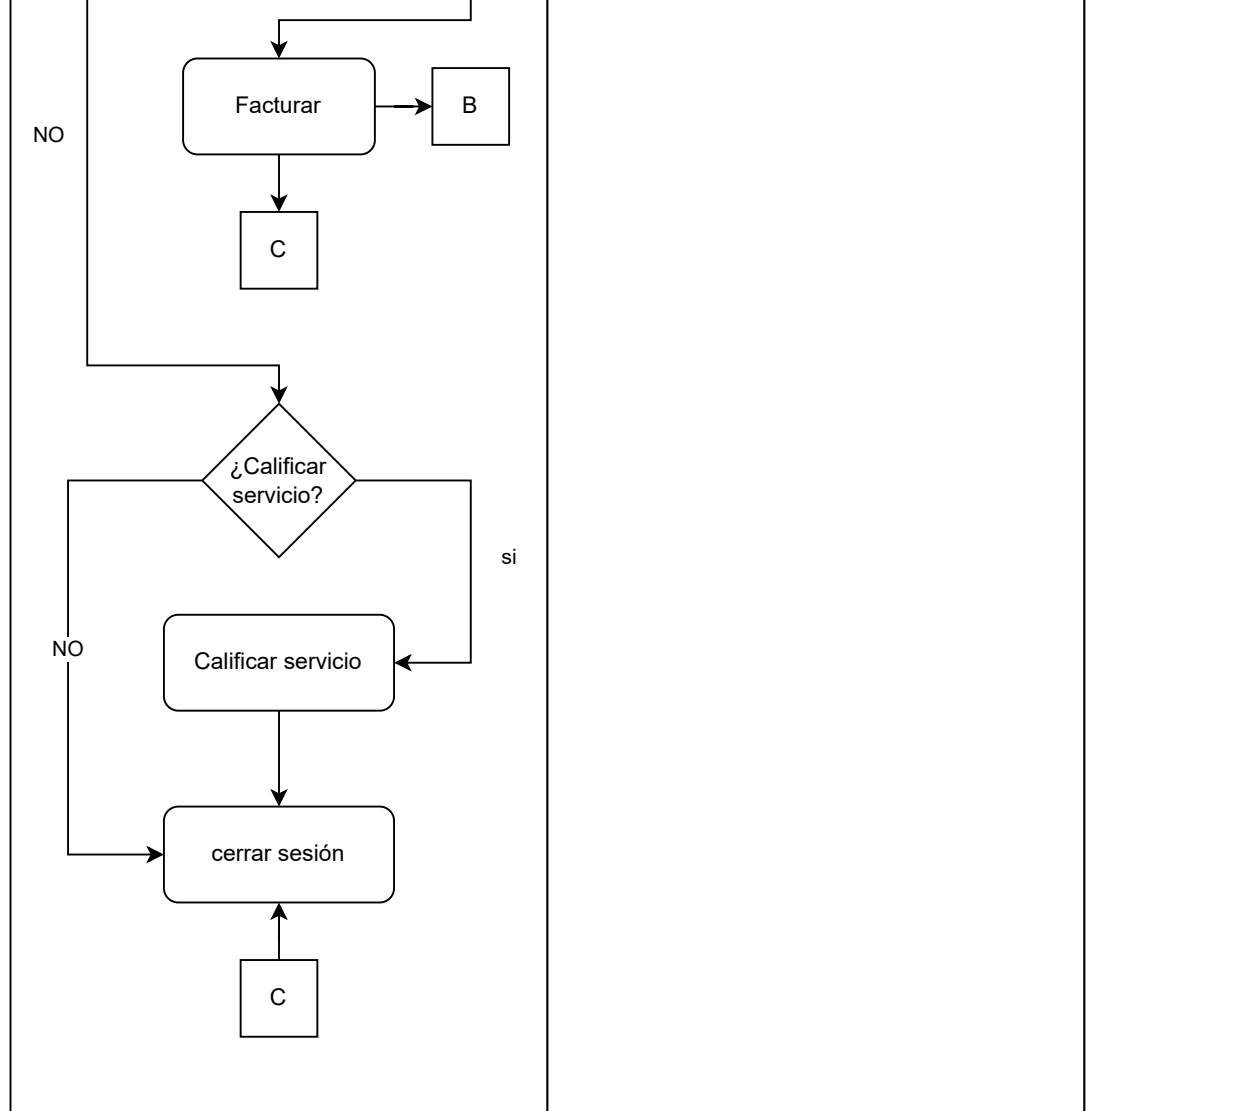 Facturar
B
NO
C
¿Calificar
servicio?
si
NO
Calificar servicio
cerrar sesión
C